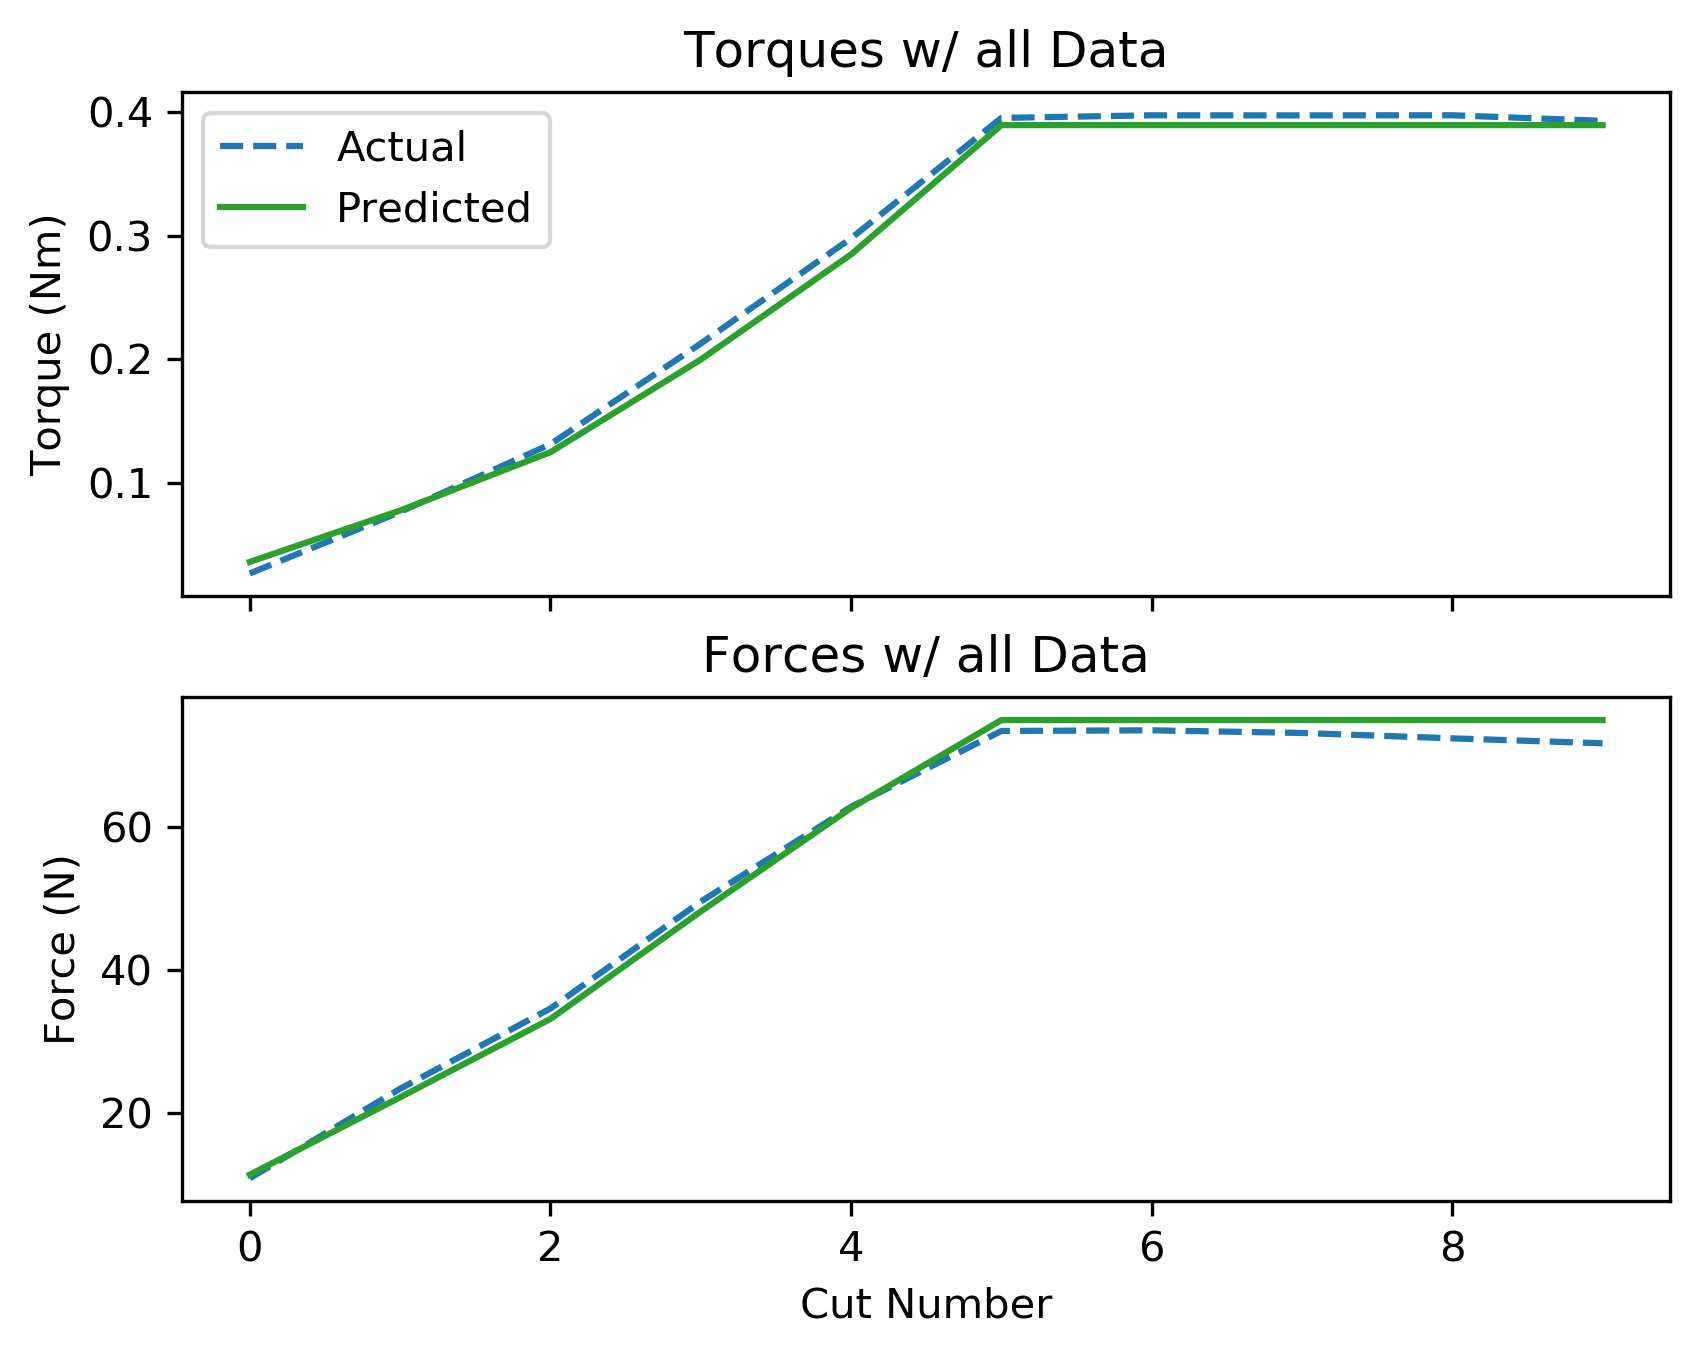 Torques w/ all Data
Torque (Nm)
0.4
0.3
0.2
0.1
Actual
Predicted
Forces w/ all Data
Force (N)
60
40
20
0 2 4 6 8
Cut Number